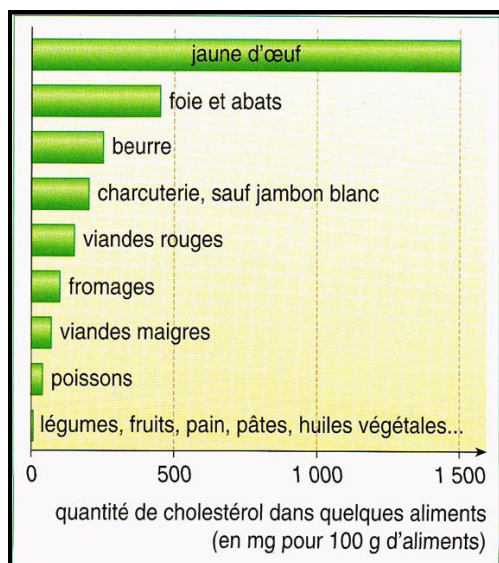 jaune d'œuf
foie et abats
beurre
charcuterie, sauf jambon blanc
viandes rouges
fromages
viandes maigres
poissons
légumes, fruits, pain, pâtes, huiles végétales...
0 500 1 000 1 500
quantité de cholestérol dans quelques aliments
(en mg pour 100 g d'aliments)